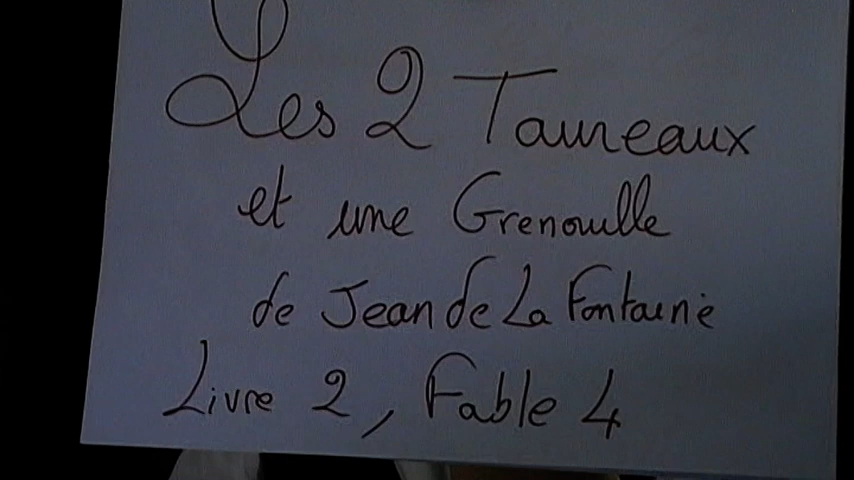 Les 2 Taureaux
et une Grenouille
de Jean de La Fontaine
Livre 2, Fable 4